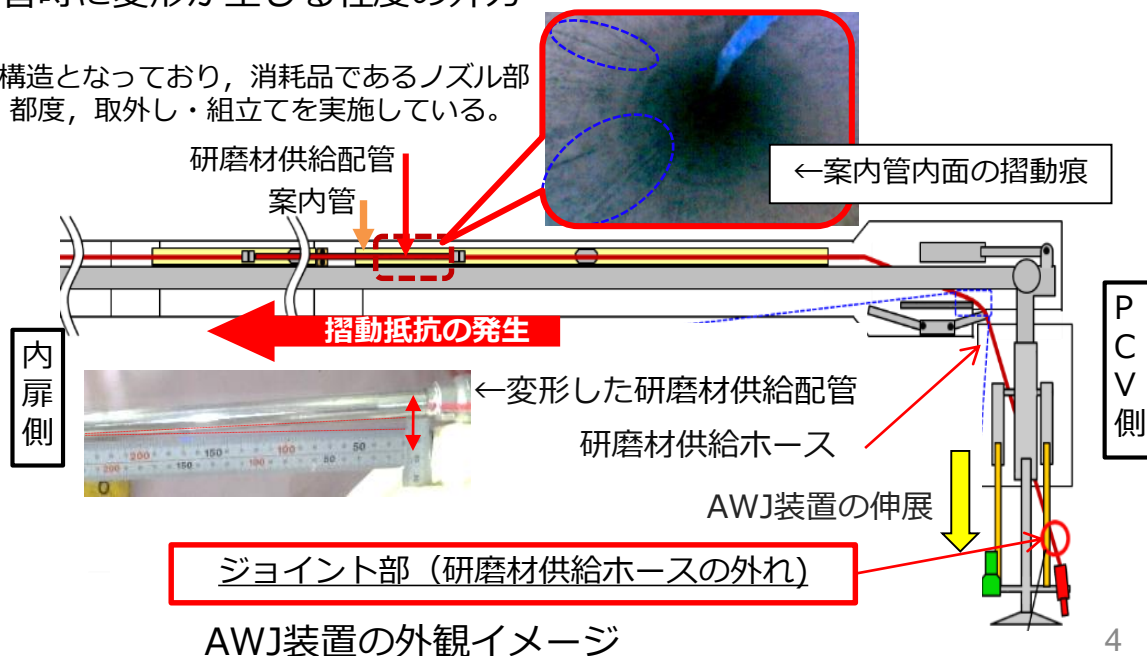 構造となっており，消耗品であるノズル部
都度，取外し・組立てを実施している。
研磨材供給配管
案内管
←案内管内面の摺動痕
摺動抵抗の発生
内扉側
PCV側
←変形した研磨材供給配管
研磨材供給ホース
AWJ装置の伸展
ジョイント部（研磨材供給ホースの外れ)
AWJ装置の外観イメージ
4